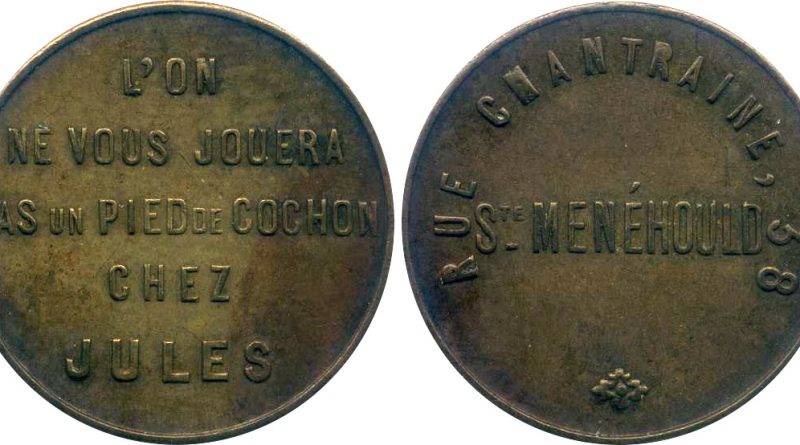 L'ON
NE VOUS JOUERA
AS UN PIED DE COCHON
CHEZ
JULES
RUE CHANTRAINE, 38
STE MENÉHOULD